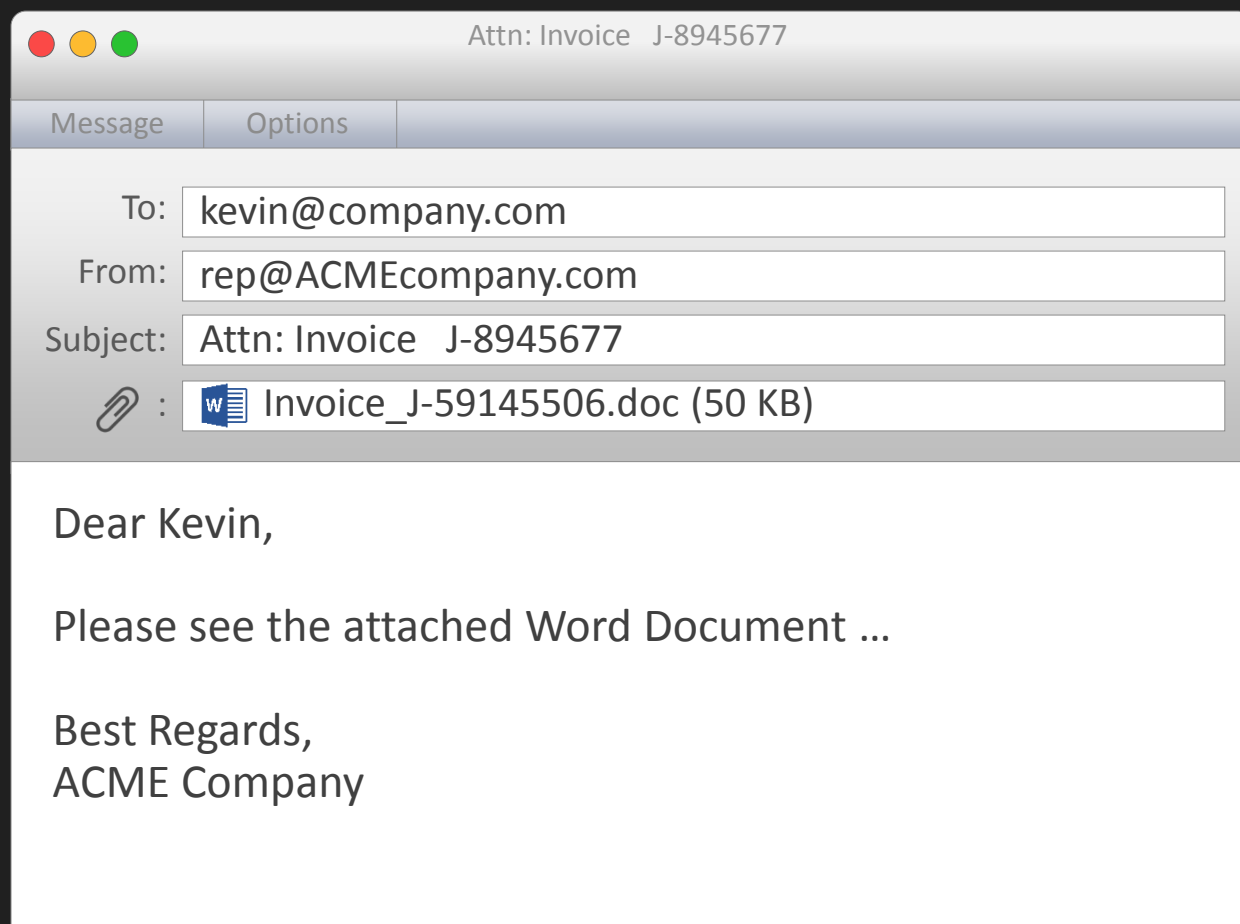 Attn: Invoice   J-8945677
Message Options
To: kevin@company.com
From: rep@ACMEcompany.com
Subject: Attn: Invoice   J-8945677
: W Invoice_J-59145506.doc (50 KB)
Dear Kevin,
Please see the attached Word Document ...
Best Regards,
ACME Company